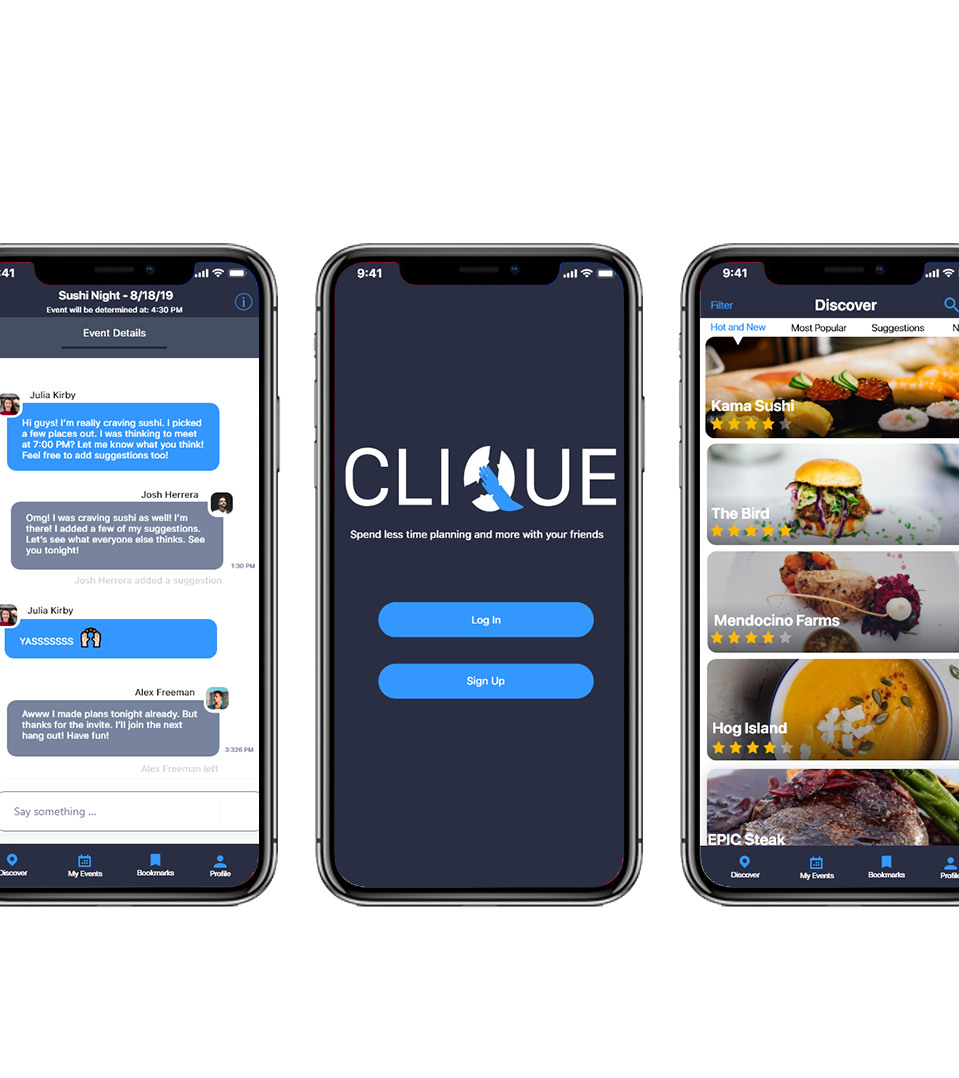 :41
Sushi Night - 8/18/19
Event will be determined at: 4:30 PM
Event Details
Julia Kirby
Hi guys! I'm really craving sushi. I picked
a few places out. I was thinking to meet
at 7:00 PM? Let me know what you think!
Feel free to add suggestions too!
Josh Herrera
Omg! I was craving sushi as well! I'm
there! I added a few of my suggestions.
Let's see what everyone else thinks. See
you tonight!
1:30 PM
Josh Herrera added a suggestion
Julia Kirby
YASSSSSSS
Alex Freeman
Awww I made plans tonight already. But
thanks for the invite. I'll join the next
hang out! Have fun!
3:326 PM
Alex Freeman left
Say something ...
Discover
My Events
Bookmarks
Profile
9:41
CLIQUE
Spend less time planning and more with your friends
Log In
Sign Up
9:41
Filter
Discover
Hot and New
Most Popular
Suggestions
N
Kama Sushi
The Bird
Mendocino Farms
Hog Island
EPIC Steak
Discover
My Events
Bookmarks
Profile